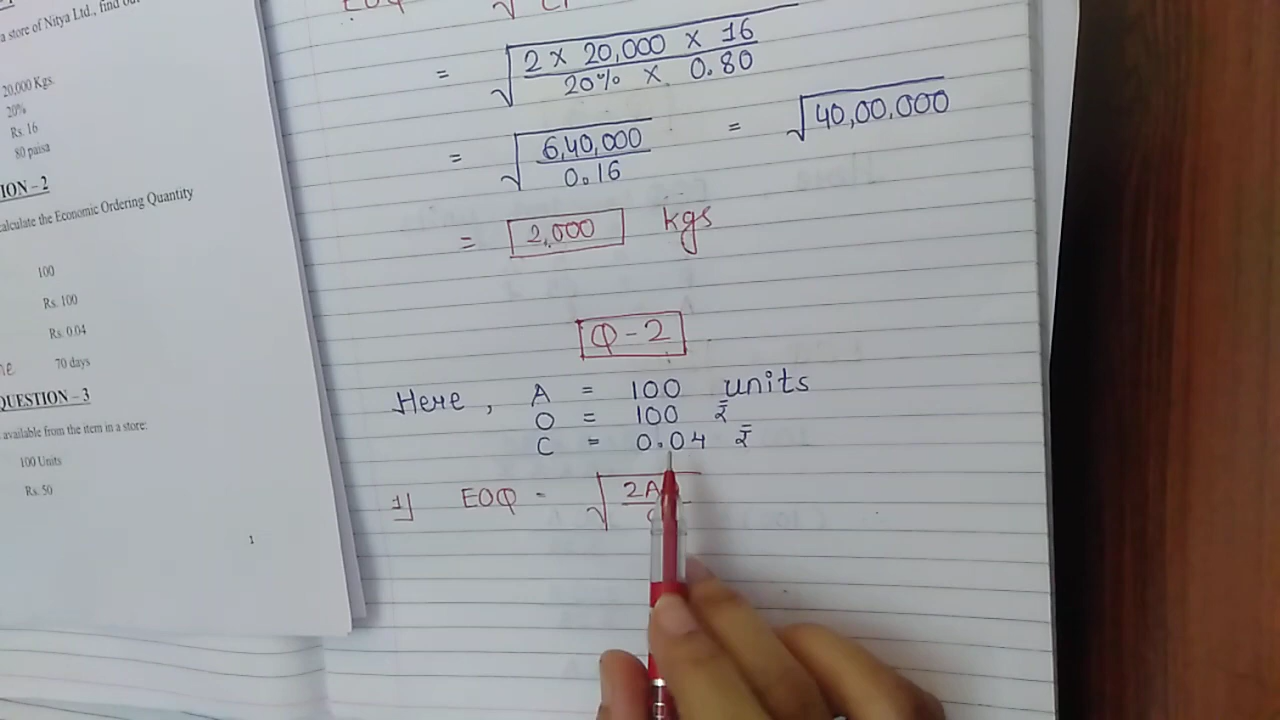 a store of Nitya Ltd., find
20,000 Kgs.
20%
Rs. 16
80 paisa
ION – 2
alculate the Economic Ordering Quantity
100
Rs. 100
Rs. 0.04
70 days
QUESTION – 3
available from the item in a store:
100 Units
Rs. 50
1
EOQ
= √ 2 x 20,000 x 16 / 20% x 0.80
= √ 6,40,000 / 0.16 = √ 40,00,000
= 2,000 kgs
Q-2
Here, A = 100 units
O = 100 ₹
C = 0.04 ₹
1] EOQ = √ 2A